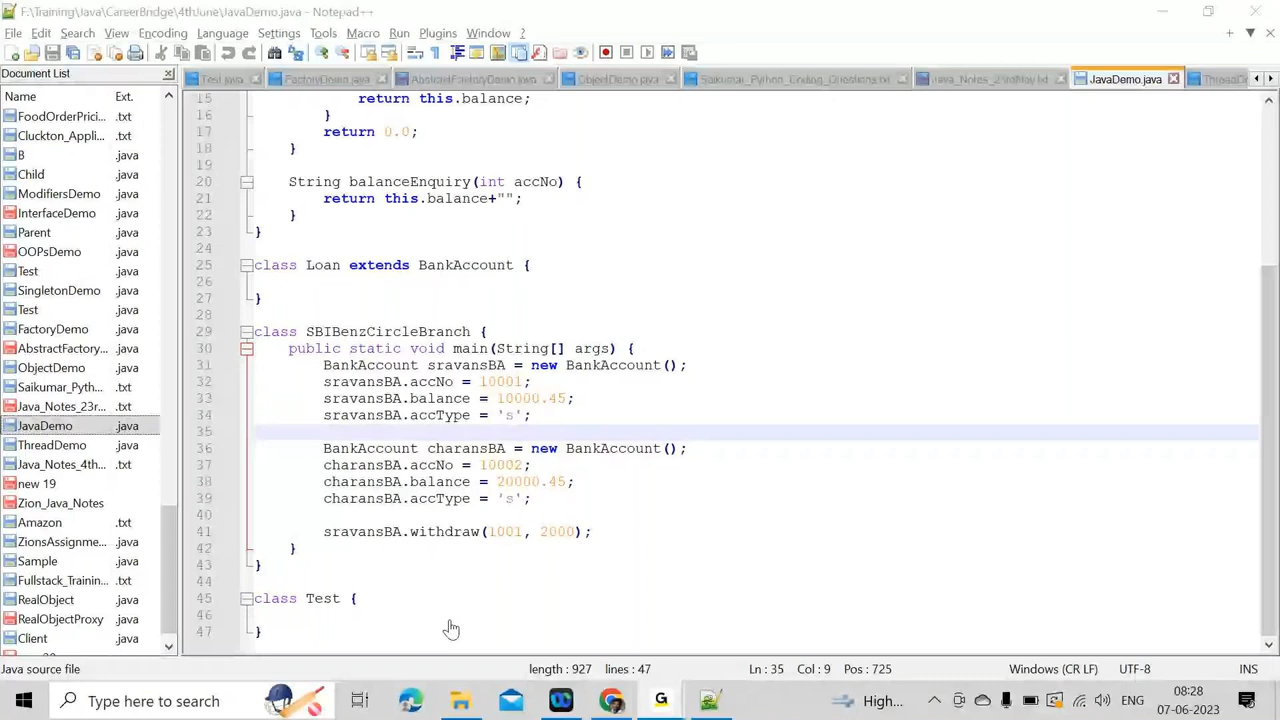 F:\Training\Java\CareerBridge\4thJune\JavaDemo.java - Notepad++
File Edit Search View Encoding Language Settings Tools Macro Run Plugins Window ?
Document List
Test.java FactoryDemo.java AbstractFactoryDemo.java ObjectDemo.java Saikumar_Python_Coding_Questions.txt Java_Notes_23rdMay.txt JavaDemo.java ThreadD
Name Ext.
FoodOrderPrici... .txt
Cluckton_Appli... .txt
B .java
Child .java
ModifiersDemo .java
InterfaceDemo .java
Parent .java
OOPsDemo .java
Test .java
SingletonDemo .java
Test .java
FactoryDemo .java
AbstractFactory... .java
ObjectDemo .java
Saikumar_Pyth... .txt
Java_Notes_23r... .txt
JavaDemo .java
ThreadDemo .java
Java_Notes_4th... .txt
new 19
Zion_Java_Notes
Amazon .txt
ZionsAssignme... .java
Sample .java
Fullstack_Training... .txt
RealObject .java
RealObjectProxy .java
Client .java
15 return this.balance;
16 }
17 return 0.0;
18 }
19
20 String balanceEnquiry(int accNo) {
21 return this.balance+"";
22 }
23 }
24
25 class Loan extends BankAccount {
26
27 }
28
29 class SBIBenzCircleBranch {
30 public static void main(String[] args) {
31 BankAccount sravansBA = new BankAccount();
32 sravansBA.accNo = 10001;
33 sravansBA.balance = 10000.45;
34 sravansBA.accType = 's';
35
36 BankAccount charansBA = new BankAccount();
37 charansBA.accNo = 10002;
38 charansBA.balance = 20000.45;
39 charansBA.accType = 's';
40
41 sravansBA.withdraw(1001, 2000);
42 }
43 }
44
45 class Test {
46
47 }
Java source file length : 927 lines : 47 Ln : 35 Col : 9 Pos : 725 Windows (CR LF) UTF-8 INS
Type here to search High... ENG 08:28
07-06-2023